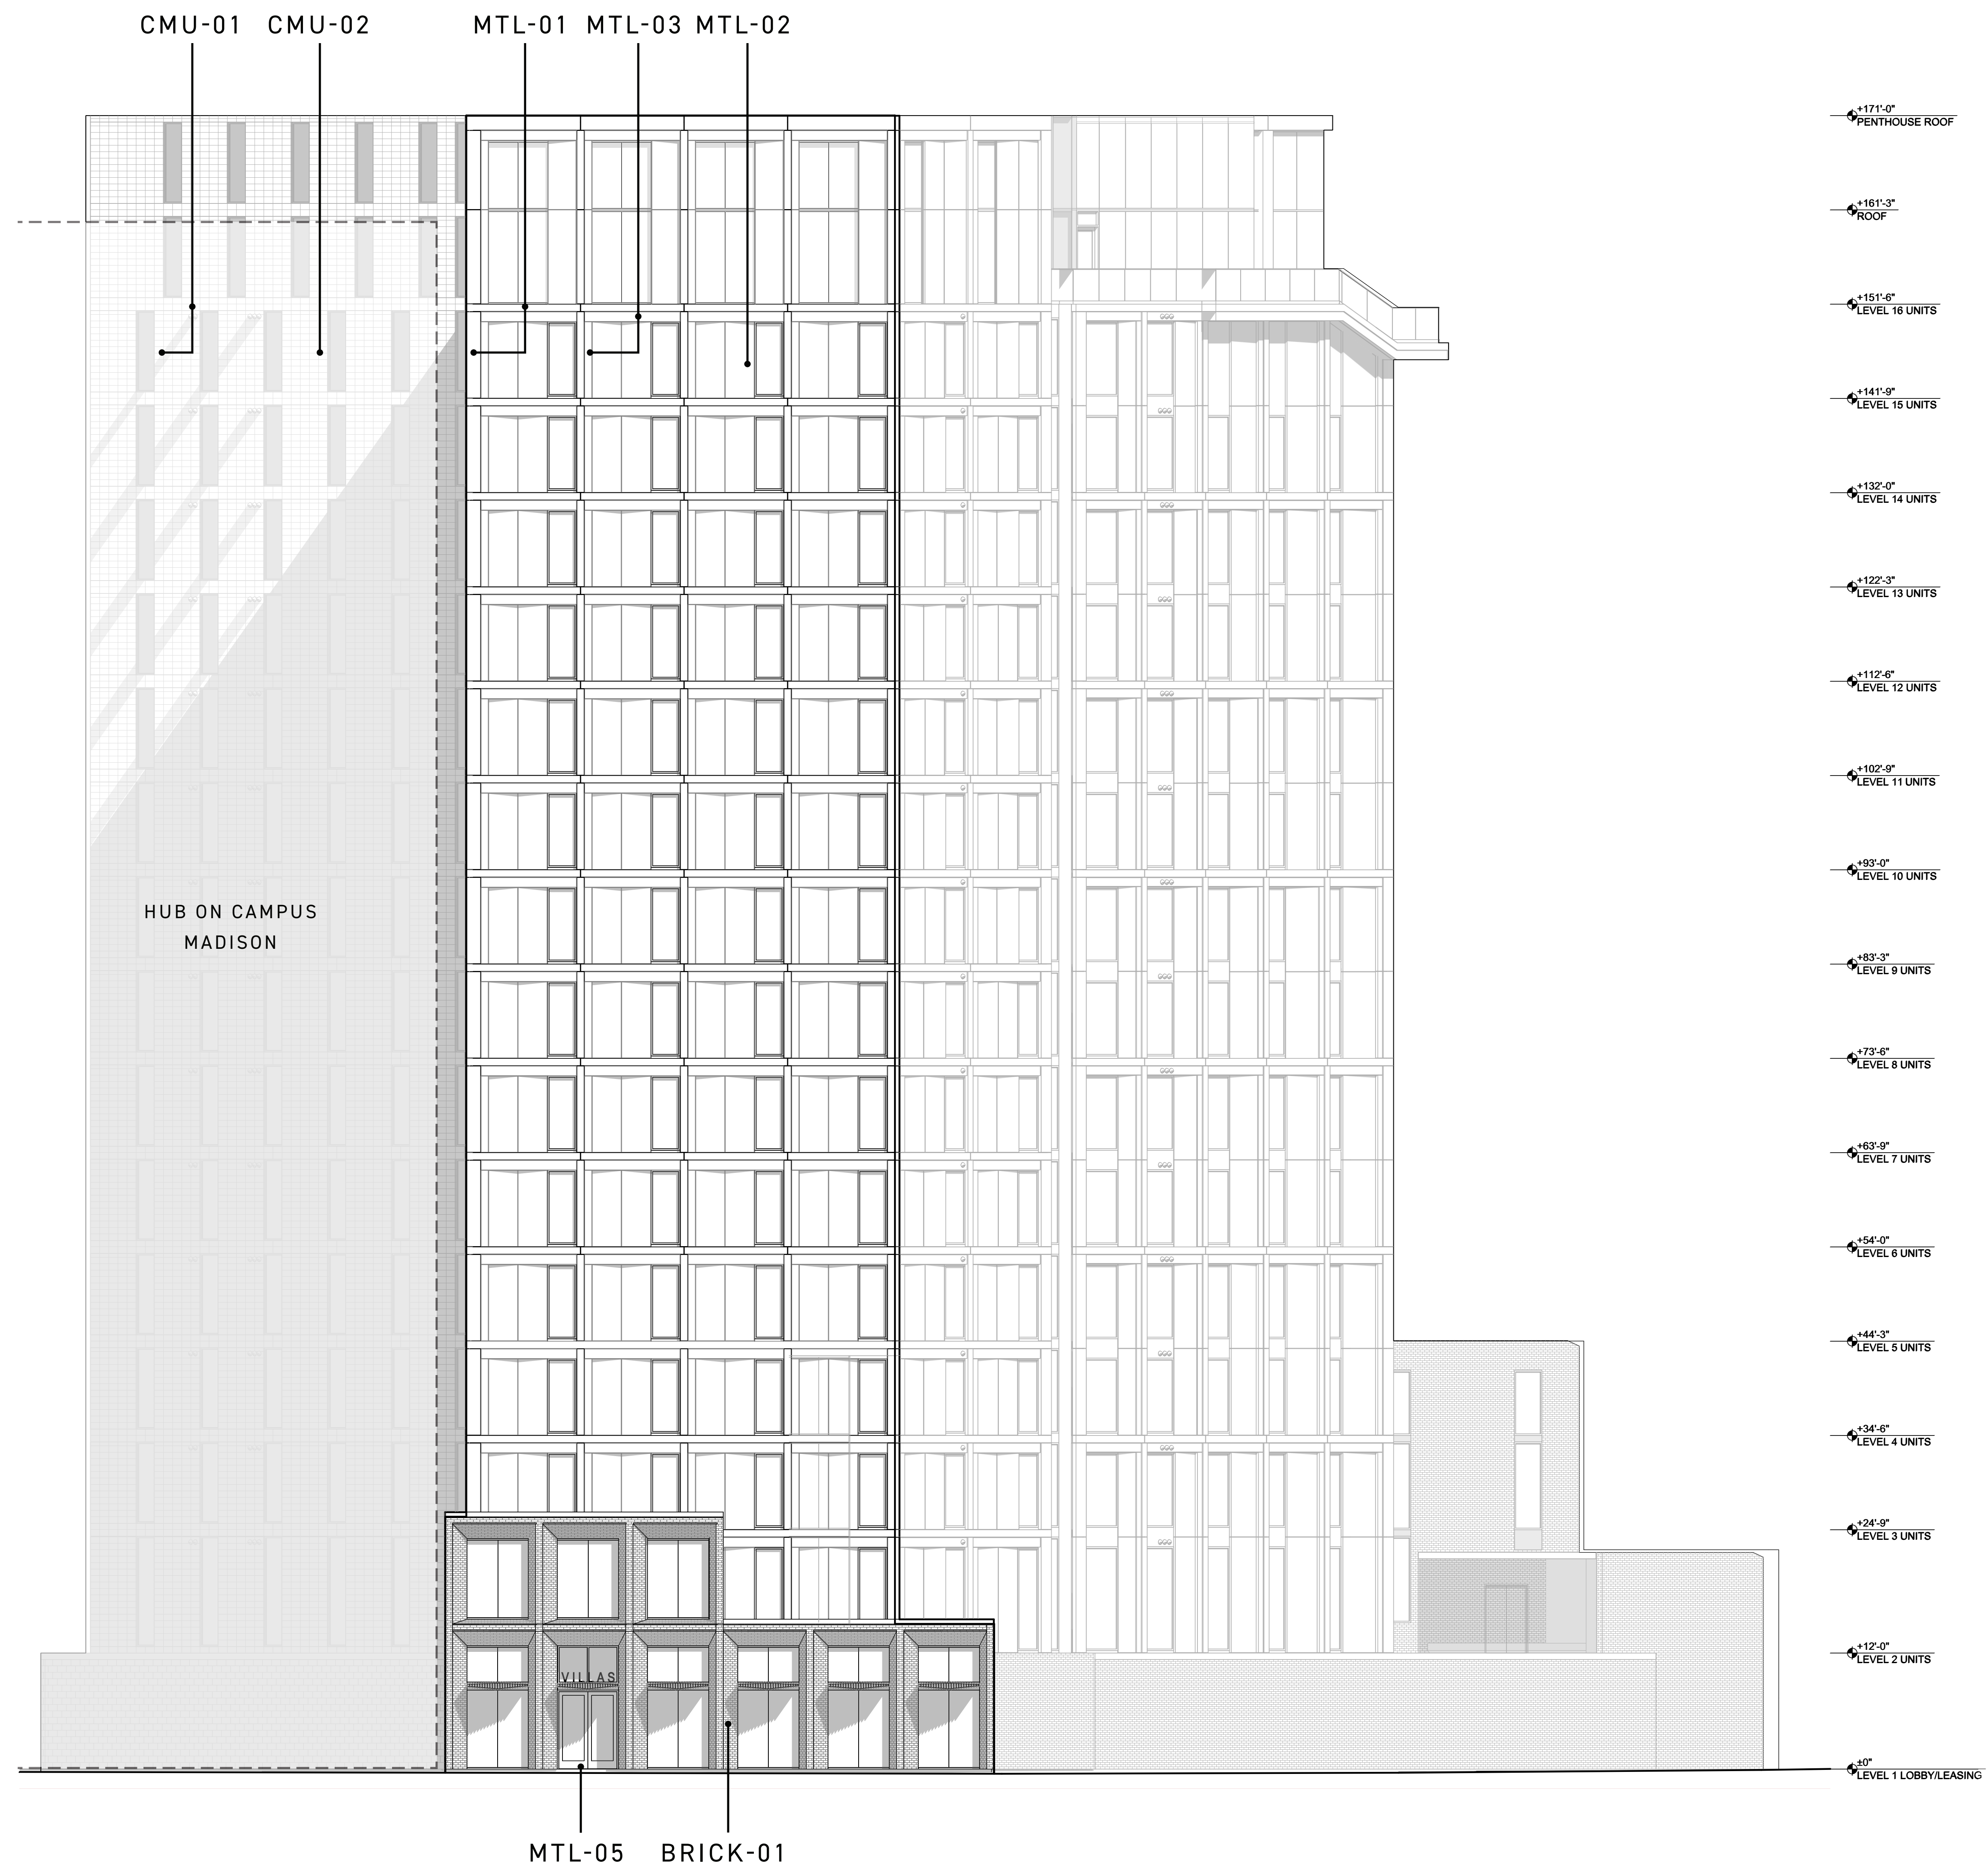 CMU-01 CMU-02 MTL-01 MTL-03 MTL-02
+171'-0"
PENTHOUSE ROOF
+161'-3"
ROOF
+151'-6"
LEVEL 16 UNITS
+141'-9"
LEVEL 15 UNITS
+132'-0"
LEVEL 14 UNITS
+122'-3"
LEVEL 13 UNITS
+112'-6"
LEVEL 12 UNITS
+102'-9"
LEVEL 11 UNITS
+93'-0"
LEVEL 10 UNITS
HUB ON CAMPUS
MADISON
+83'-3"
LEVEL 9 UNITS
+73'-6"
LEVEL 8 UNITS
+63'-9"
LEVEL 7 UNITS
+54'-0"
LEVEL 6 UNITS
+44'-3"
LEVEL 5 UNITS
+34'-6"
LEVEL 4 UNITS
+24'-9"
LEVEL 3 UNITS
+12'-0"
LEVEL 2 UNITS
VILLAS
±0"
LEVEL 1 LOBBY/LEASING
MTL-05 BRICK-01